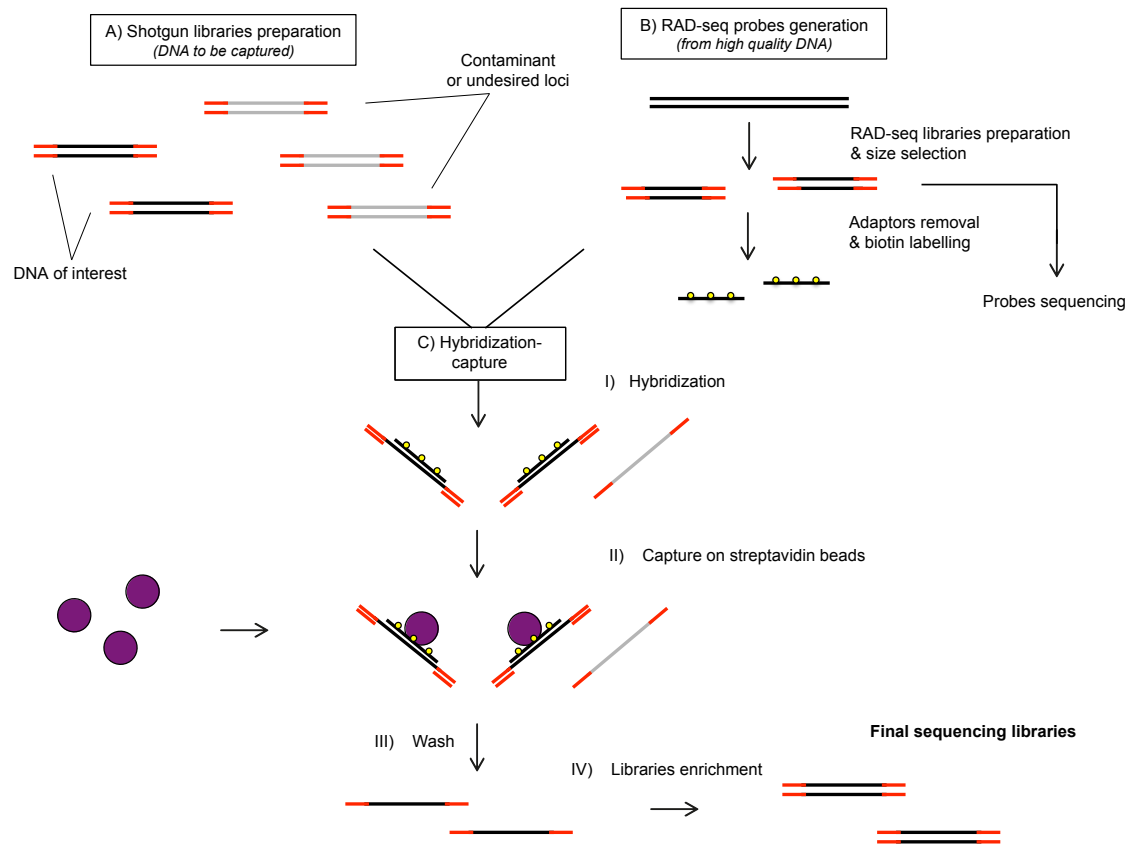 A) Shotgun libraries preparation
(DNA to be captured)
B) RAD-seq probes generation
(from high quality DNA)
Contaminant
or undesired loci
RAD-seq libraries preparation
& size selection
Adaptors removal
& biotin labelling
DNA of interest
Probes sequencing
C) Hybridization-
capture
I) Hybridization
II) Capture on streptavidin beads
III) Wash
Final sequencing libraries
IV) Libraries enrichment